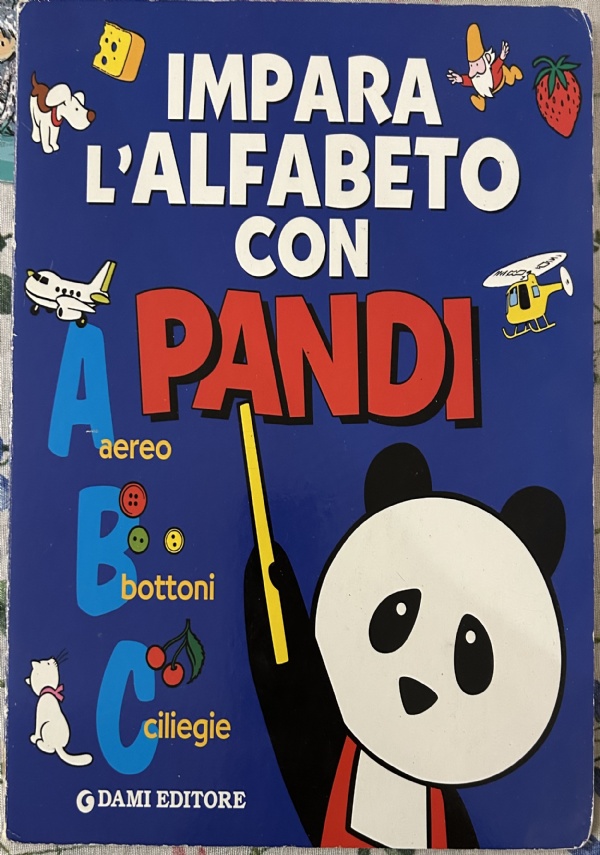 IMPARA
L'ALFABETO
CON
PANDI
A
aereo
B
bottoni
C
ciliegie
DAMI EDITORE